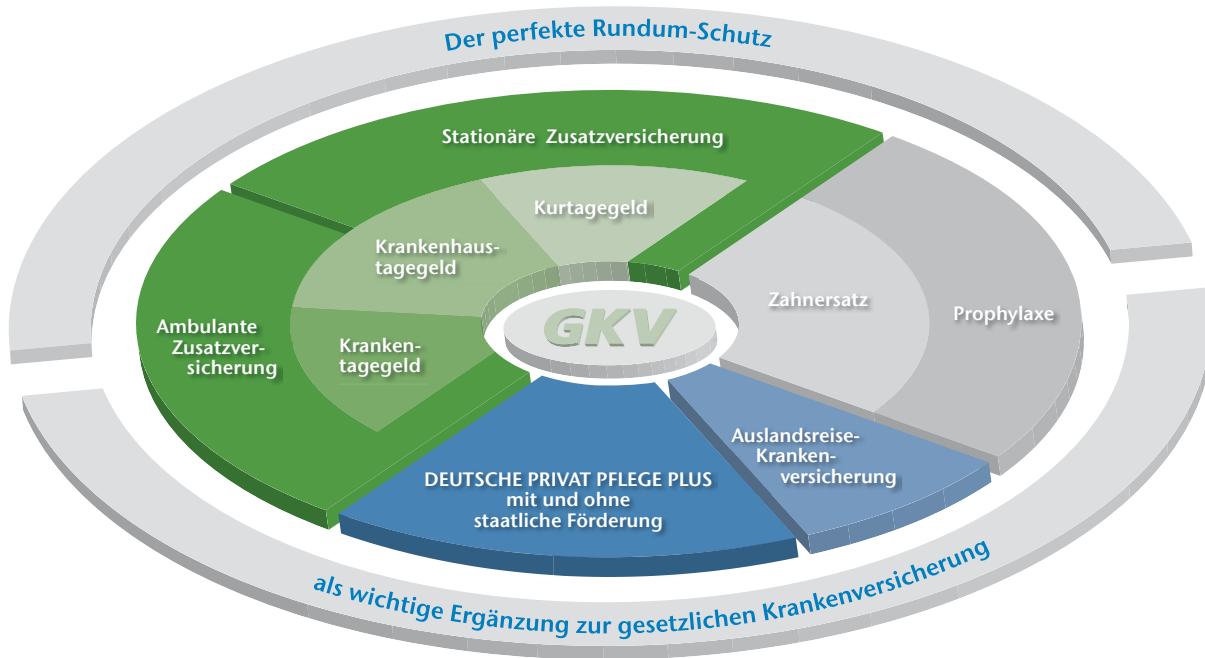 Der perfekte Rundum-Schutz
Stationäre Zusatzversicherung
Kurtagegeld
Krankenhaus-
tagegeld
Ambulante
Zusatzver-
sicherung
Kranken-
tagegeld
GKV
Zahnersatz
Prophylaxe
Auslandsreise-
Kranken-
versicherung
DEUTSCHE PRIVAT PFLEGE PLUS
mit und ohne
staatliche Förderung
als wichtige Ergänzung zur gesetzlichen Krankenversicherung